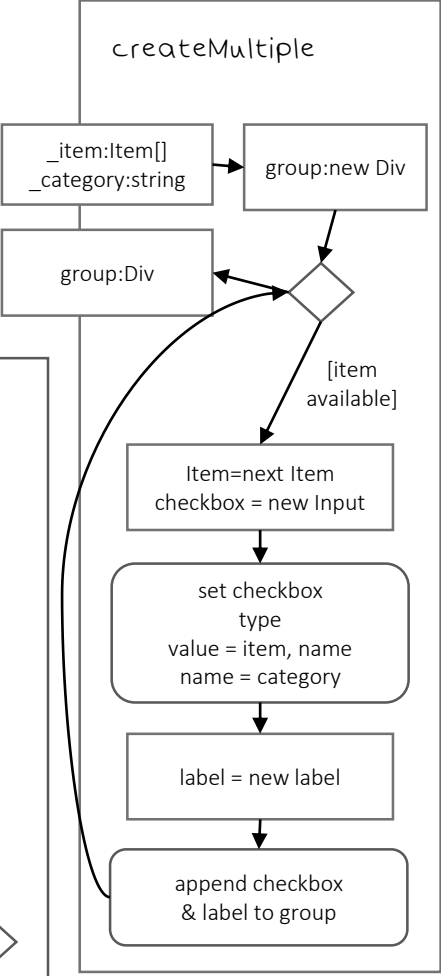 createMultiple
_item:Item[]
_category:string
group:new Div
group:Div
[item
available]
Item=next Item
checkbox = new Input
set checkbox
type
value = item, name
name = category
label = new label
append checkbox
& label to group